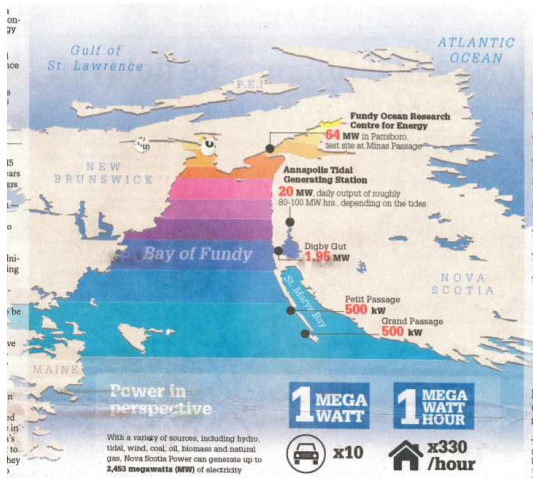 Gulf of
St. Lawrence
ATLANTIC
OCEAN
P.E.I
Fundy Ocean Research
Centre for Energy
64 MW in Parrsboro,
test site at Minas Passage
NEW
BRUNSWICK
Annapolis Tidal
Generating Station
20 MW, daily output of roughly
80-100 MW hrs., depending on the tides.
Bay of Fundy
Digby Gut
1.95 MW
NOVA
SCOTIA
St. Marys Bay
Petit Passage
500 kW
Grand Passage
500 kW
MAINE
Power in
perspective
With a variety of sources, including hydro,
tidal, wind, coal, oil, biomass and natural
gas, Nova Scotia Power can generate up to
2,453 megawatts (MW) of electricity
1 MEGA
WATT
x10
1 MEGA
WATT
HOUR
x330
/hour